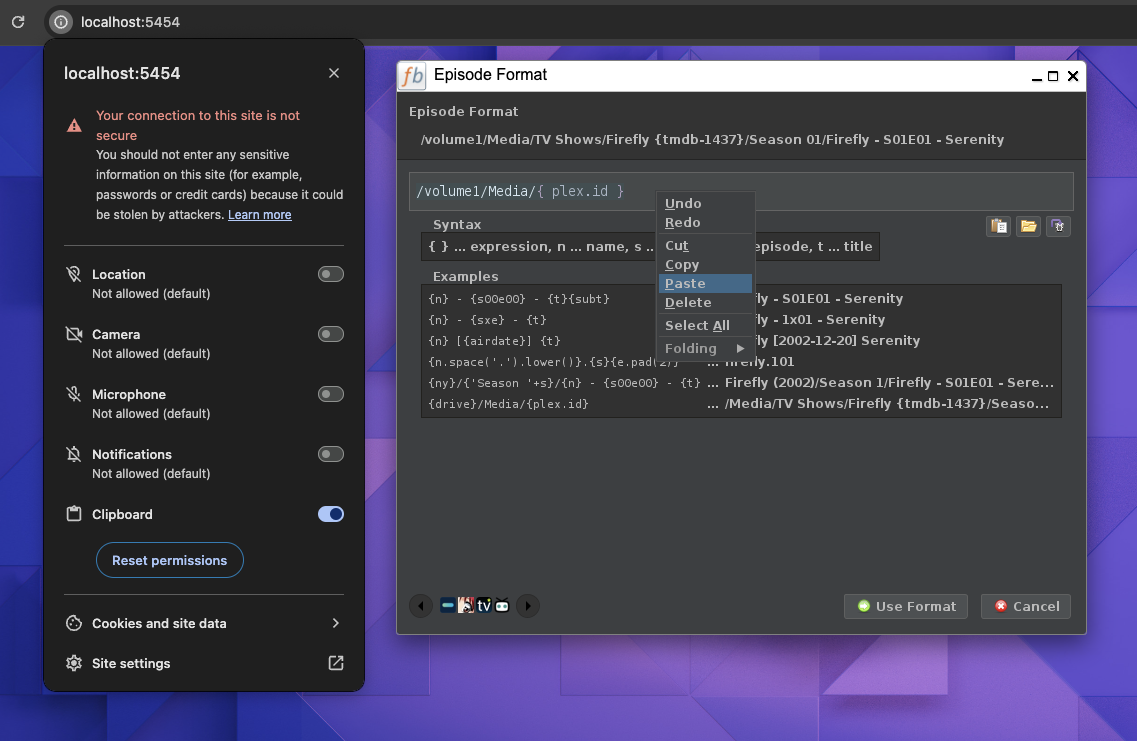 localhost:5454
localhost:5454
Your connection to this site is not
secure
You should not enter any sensitive
information on this site (for example,
passwords or credit cards) because it could
be stolen by attackers. Learn more
Location
Not allowed (default)
Camera
Not allowed (default)
Microphone
Not allowed (default)
Notifications
Not allowed (default)
Clipboard
Reset permissions
Cookies and site data
Site settings
fb Episode Format
Episode Format
/volume1/Media/TV Shows/Firefly {tmdb-1437}/Season 01/Firefly - S01E01 - Serenity
/volume1/Media/{ plex.id }
Undo
Redo
Cut
Copy
Paste
Delete
Select All
Folding
Syntax
{ } ... expression, n ... name, s .. episode, t ... title
Examples
{n} - {s00e00} - {t}{subt} fly - S01E01 - Serenity
{n} - {sxe} - {t} fly - 1x01 - Serenity
{n} [{airdate}] {t} fly [2002-12-20] Serenity
{n.space('.').lower()}.{s}{e.pad(2)} ... firefly.101
{ny}/{'Season '+s}/{n} - {s00e00} - {t} ... Firefly (2002)/Season 1/Firefly - S01E01 - Sere...
{drive}/Media/{plex.id} ... /Media/TV Shows/Firefly {tmdb-1437}/Seaso...
tv
Use Format
Cancel